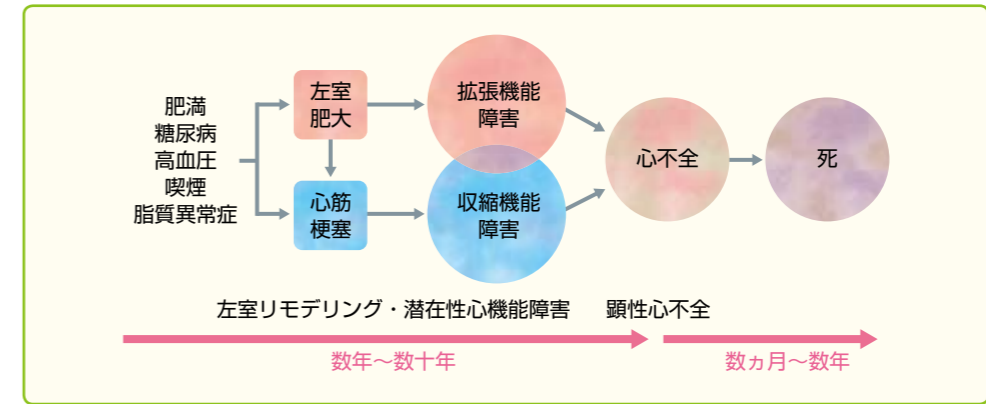 肥満
糖尿病
高血圧
喫煙
脂質異常症
左室
肥大
心筋
梗塞
拡張機能
障害
収縮機能
障害
心不全
死
左室リモデリング・潜在性心機能障害
顕性心不全
数年～数十年
数ヵ月～数年